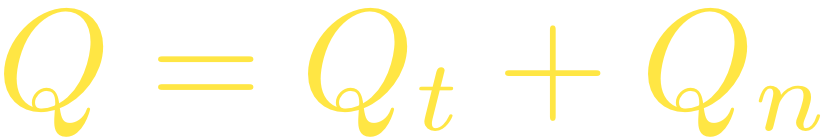 Q = Q_t + Q_n